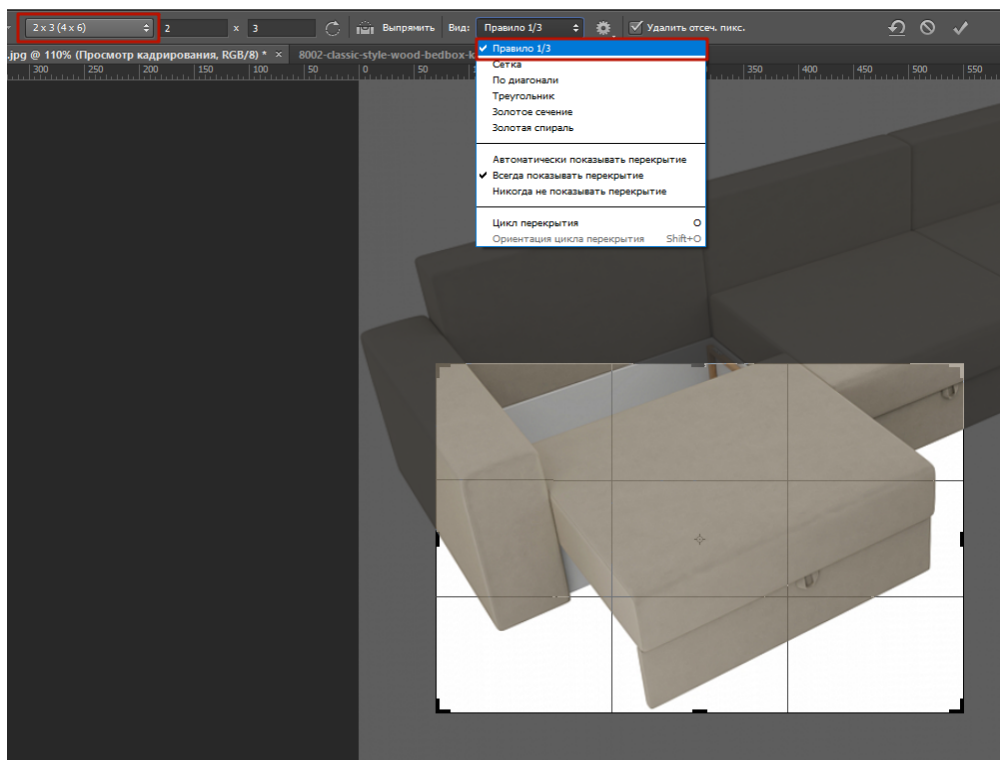 2 x 3 (4 x 6) 2 x 3 Выпрямить Вид: Правило 1/3 Удалить отсеч. пикс.
.jpg @ 110% (Просмотр кадрирования, RGB/8) * × 8002-classic-style-wood-bedbox-k
300 250 200 150 100 50 0 50 350 400 450 500 550
Правило 1/3
Сетка
По диагонали
Треугольник
Золотое сечение
Золотая спираль
Автоматически показывать перекрытие
Всегда показывать перекрытие
Никогда не показывать перекрытие
Цикл перекрытия O
Ориентация цикла перекрытия Shift+O